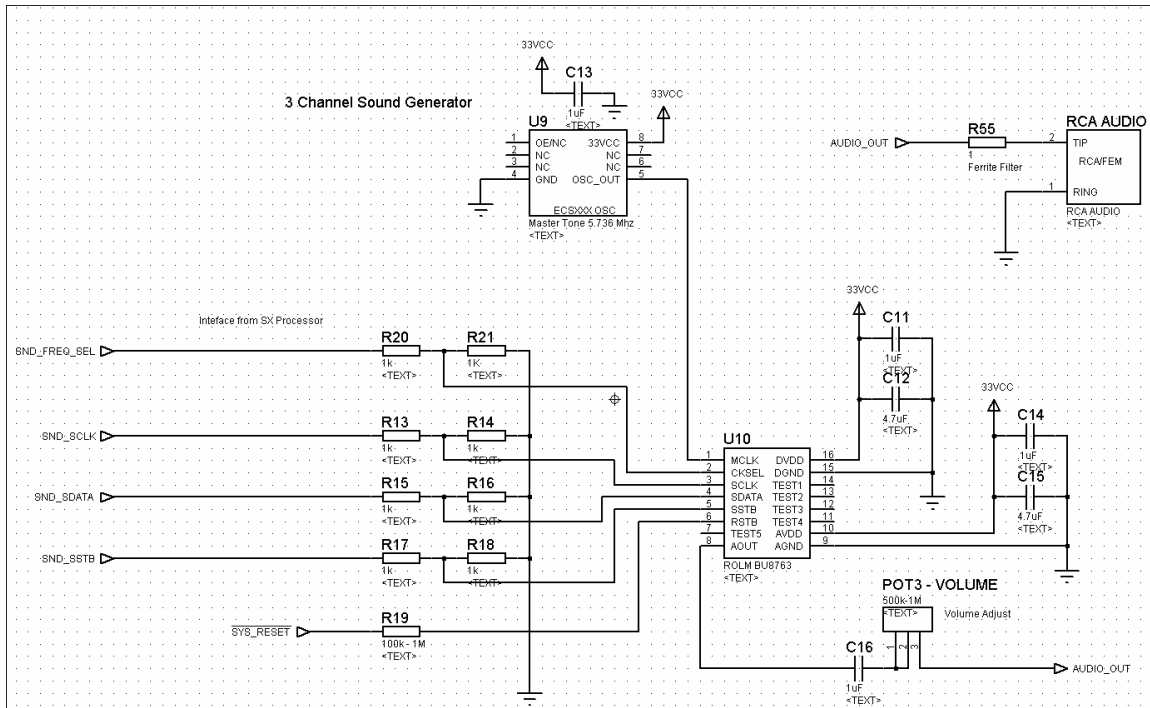 33VCC
C13
1uF
<TEXT>
33VCC
3 Channel Sound Generator
U9
1 OE/NC 33VCC 8
2 NC NC 7
3 NC NC 6
4 GND OSC_OUT 5
ECSXXX OSC
Master Tone 5.736 Mhz
<TEXT>
RCA AUDIO
AUDIO_OUT
R55
1
Ferrite Filter
2 TIP
RCA/FEM
1 RING
RCA AUDIO
<TEXT>
Inteface from SX Processor
SND_FREQ_SEL
R20
1k
<TEXT>
R21
1K
<TEXT>
SND_SCLK
R13
1k
<TEXT>
R14
1k
<TEXT>
SND_SDATA
R15
1k
<TEXT>
R16
1k
<TEXT>
SND_SSTB
R17
1k
<TEXT>
R18
1k
<TEXT>
SYS_RESET
R19
100k - 1M
<TEXT>
33VCC
C11
.1uF
<TEXT>
C12
4.7uF
<TEXT>
33VCC
C14
.1uF
<TEXT>
C15
4.7uF
<TEXT>
U10
1 MCLK DVDD 16
2 CKSEL DGND 15
3 SCLK TEST1 14
4 SDATA TEST2 13
5 SSTB TEST3 12
6 RSTB TEST4 11
7 TEST5 AVDD 10
8 AOUT AGND 9
ROLM BU8763
<TEXT>
POT3 - VOLUME
500k-1M
<TEXT>
Volume Adjust
1 2 3
C16
1uF
<TEXT>
AUDIO_OUT